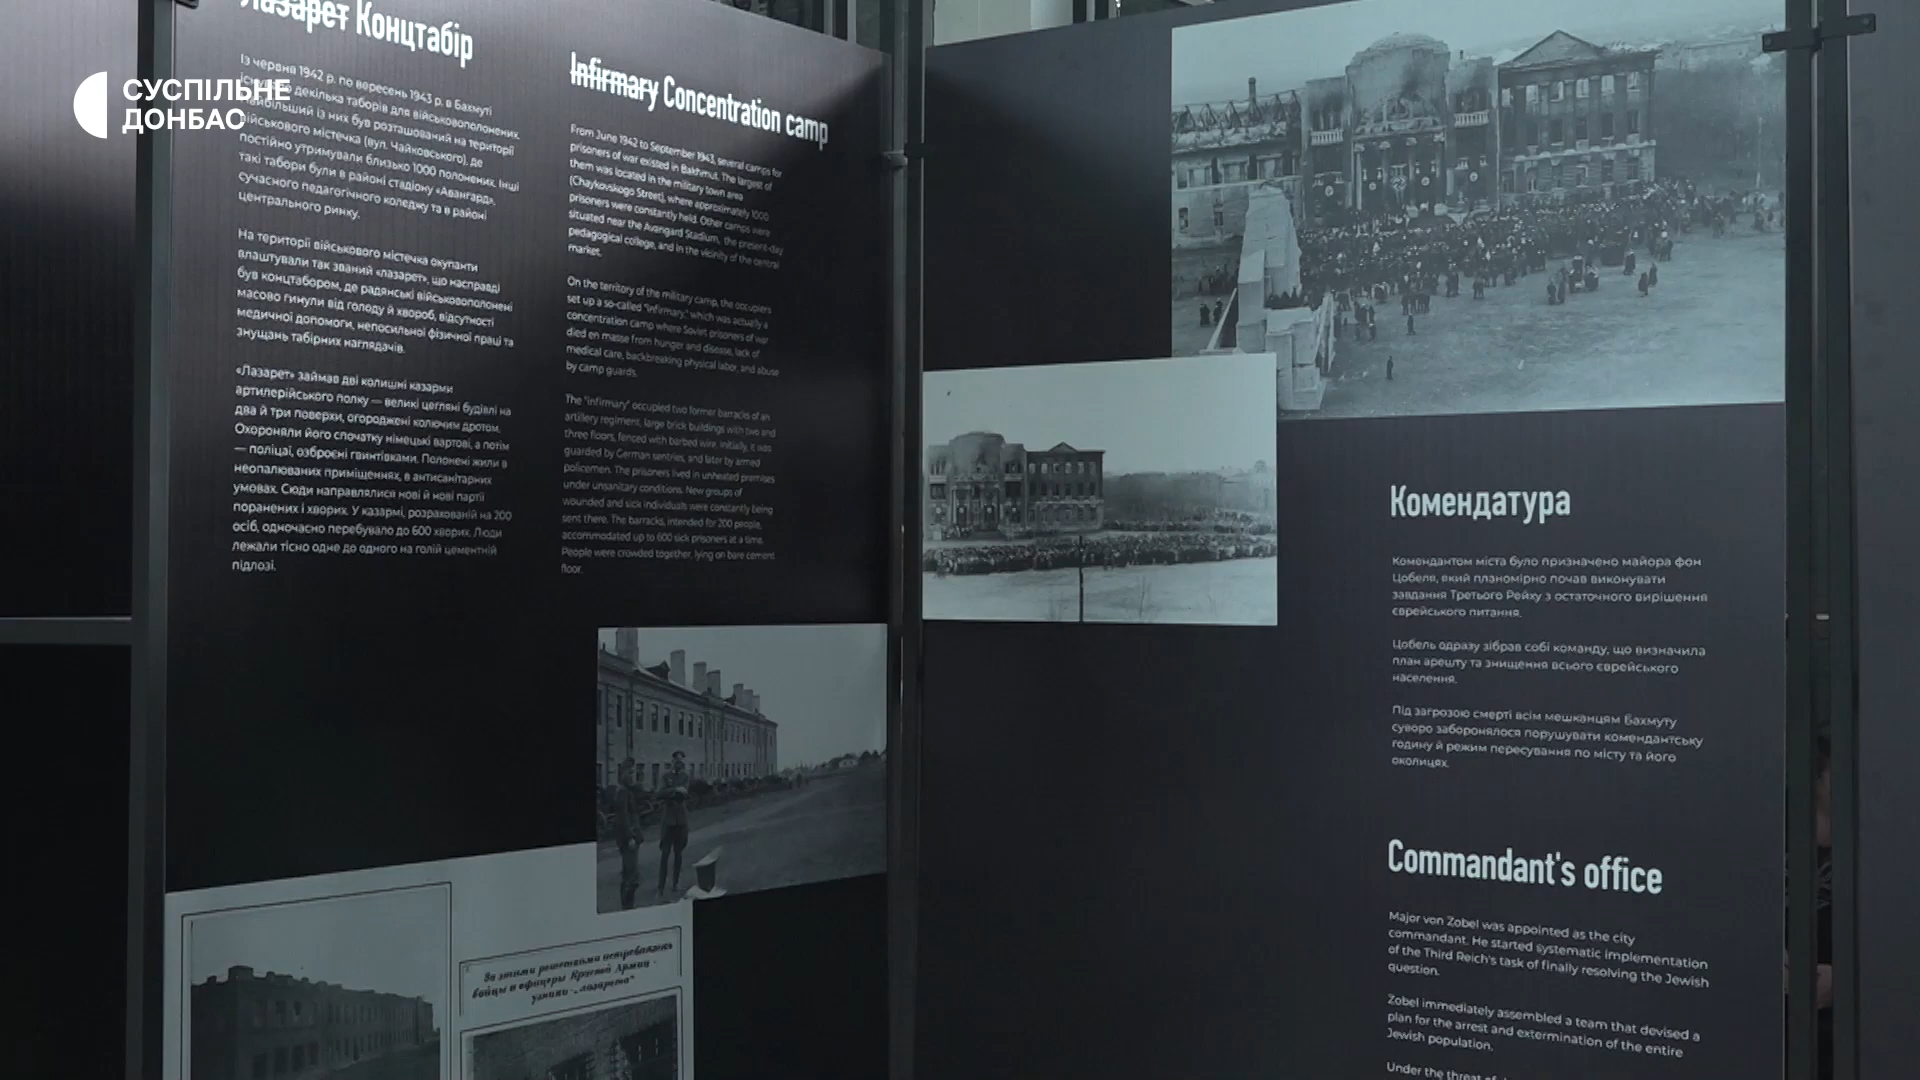 СУСПІЛЬНЕ
ДОНБАС
Лазарет Концтабір
Із червня 1942 р. по вересень 1943 р. в Бахмуті
декілька таборів для військовополонених.
Найбільший із них був розташований на території
військового містечка (вул. Чайковського), де
постійно утримували близько 1000 полонених. Інші
такі табори були в районі стадіону «Авангард»,
сучасного педагогічного коледжу та в районі
центрального ринку.
На території військового містечка окупанти
влаштували так званий «лазарет», що насправді
був концтабором, де радянські військовополонені
масово гинули від голоду й хвороб, відсутності
медичної допомоги, непосильної фізичної праці та
знущань табірних наглядачів.
«Лазарет» займав дві колишні казарми
артилерійського полку — великі цегляні будівлі на
два й три поверхи, огороджені колючим дротом.
Охороняли його спочатку німецькі вартові, а потім
— поліцаї, озброєні гвинтівками. Полонені жили в
неопалюваних приміщеннях, в антисанітарних
умовах. Сюди направлялися нові й нові партії
поранених і хворих. У казармі, розрахованій на 200
осіб, одночасно перебувало до 600 хворих. Люди
лежали тісно одне до одного на голій цементній
підлозі.
Infirmary Concentration camp
From June 1942 to September 1943, several camps for
prisoners of war existed in Bakhmut. The largest of
them was located in the military town area
(Chaykovskogo Street), where approximately 1000
prisoners were constantly held. Other camps were
situated near the Avangard Stadium, the present-day
pedagogical college, and in the vicinity of the central
market.
On the territory of the military camp, the occupiers
set up a so-called "infirmary," which was actually a
concentration camp where Soviet prisoners of war
died en masse from hunger and disease, lack of
medical care, backbreaking physical labor, and abuse
by camp guards.
The "infirmary" occupied two former barracks of an
artillery regiment, large brick buildings with two and
three floors, fenced with barbed wire. Initially, it was
guarded by German sentries, and later by armed
policemen. The prisoners lived in unheated premises
under unsanitary conditions. New groups of
wounded and sick individuals were constantly being
sent there. The barracks, intended for 200 people,
accommodated up to 600 sick prisoners at a time.
People were crowded together, lying on bare cement
floor.
За этими решетками истреблялись
бойцы и офицеры Красной Армии -
узники „лазарета"
Комендатура
Комендантом міста було призначено майора фон
Цобеля, який планомірно почав виконувати
завдання Третього Рейху з остаточного вирішення
єврейського питання.
Цобель одразу зібрав собі команду, що визначила
план арешту та знищення всього єврейського
населення.
Під загрозою смерті всім мешканцям Бахмуту
суворо заборонялося порушувати комендантську
годину й режим пересування по місту та його
околицях.
Commandant's office
Major von Zobel was appointed as the city
commandant. He started systematic implementation
of the Third Reich's task of finally resolving the Jewish
question.
Zobel immediately assembled a team that devised a
plan for the arrest and extermination of the entire
Jewish population.
Under the threat of